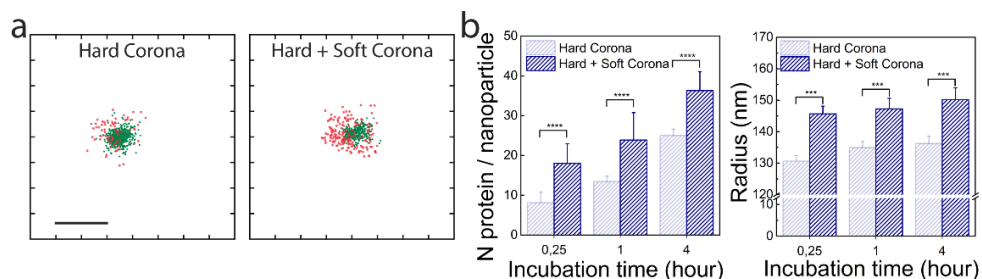 a
Hard Corona
Hard + Soft Corona
b
N protein / nanoparticle
50
40
30
20
10
0
Hard Corona
Hard + Soft Corona
****
****
****
0,25
1
4
Incubation time (hour)
Radius (nm)
170
160
150
140
130
120
10
0
Hard Corona
Hard + Soft Corona
***
***
***
0,25
1
4
Incubation time (hour)